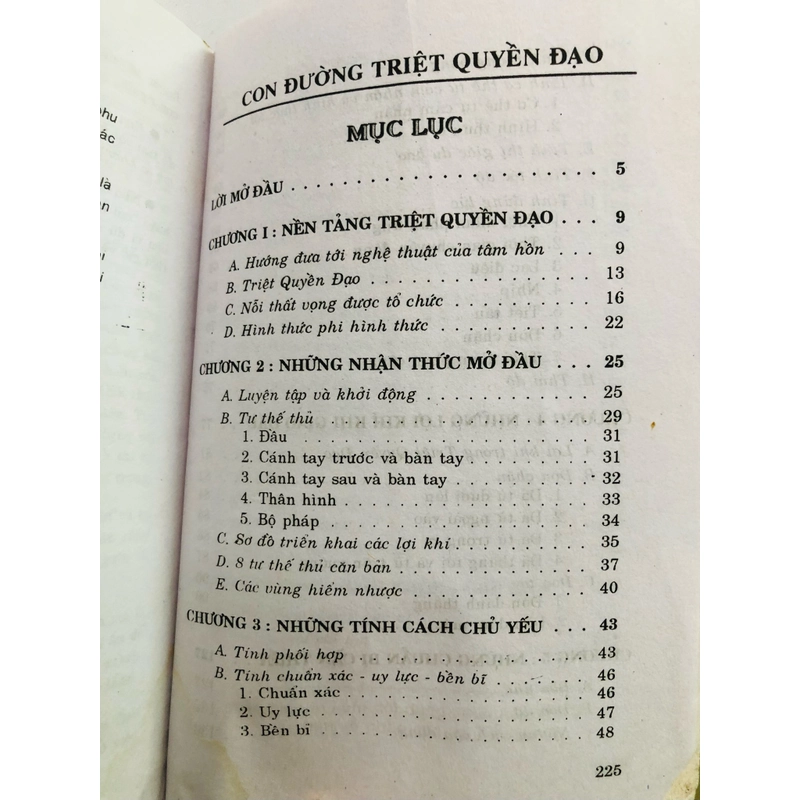 hu
ác
là
CON ĐƯỜNG TRIỆT QUYỀN ĐẠO
MỤC LỤC
LỜI MỞ ĐẦU . . . . . . . . . . . . . . . . . . . . . 5
CHƯƠNG I : NỀN TẢNG TRIỆT QUYỀN ĐẠO . . . 9
A. Hướng đưa tới nghệ thuật của tâm hồn . . . . 9
B. Triệt Quyền Đạo . . . . . . . . . . . . . . . . 13
C. Nỗi thất vọng được tổ chức . . . . . . . . . . . 16
D. Hình thức phi hình thức . . . . . . . . . . . . 22
CHƯƠNG 2 : NHỮNG NHẬN THỨC MỞ ĐẦU . . . 25
A. Luyện tập và khởi động . . . . . . . . . . . . . 25
B. Tư thế thủ . . . . . . . . . . . . . . . . . . . . 29
1. Đầu . . . . . . . . . . . . . . . . . . . . . . 31
2. Cánh tay trước và bàn tay . . . . . . . . . . 31
3. Cánh tay sau và bàn tay . . . . . . . . . . . 32
4. Thân hình . . . . . . . . . . . . . . . . . . . 33
5. Bộ pháp . . . . . . . . . . . . . . . . . . . . 34
C. Sơ đồ triển khai các lợi khí . . . . . . . . . . . 35
D. 8 tư thế thủ căn bản . . . . . . . . . . . . . . 37
E. Các vùng hiểm nhược . . . . . . . . . . . . . . 40
CHƯƠNG 3 : NHỮNG TÍNH CÁCH CHỦ YẾU . . . 43
A. Tính phối hợp . . . . . . . . . . . . . . . . . . 43
B. Tính chuẩn xác - uy lực - bền bĩ . . . . . . . . 46
1. Chuẩn xác . . . . . . . . . . . . . . . . . . . 46
2. Uy lực . . . . . . . . . . . . . . . . . . . . . 47
3. Bền bĩ . . . . . . . . . . . . . . . . . . . . . 48
225